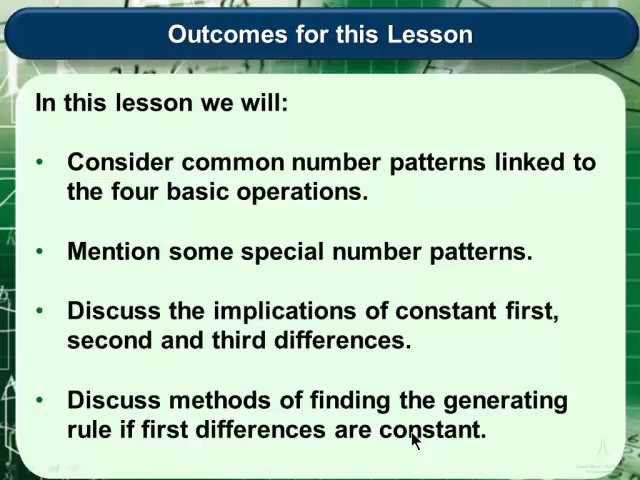 Outcomes for this Lesson
In this lesson we will:
• Consider common number patterns linked to
the four basic operations.
• Mention some special number patterns.
• Discuss the implications of constant first,
second and third differences.
• Discuss methods of finding the generating
rule if first differences are constant.